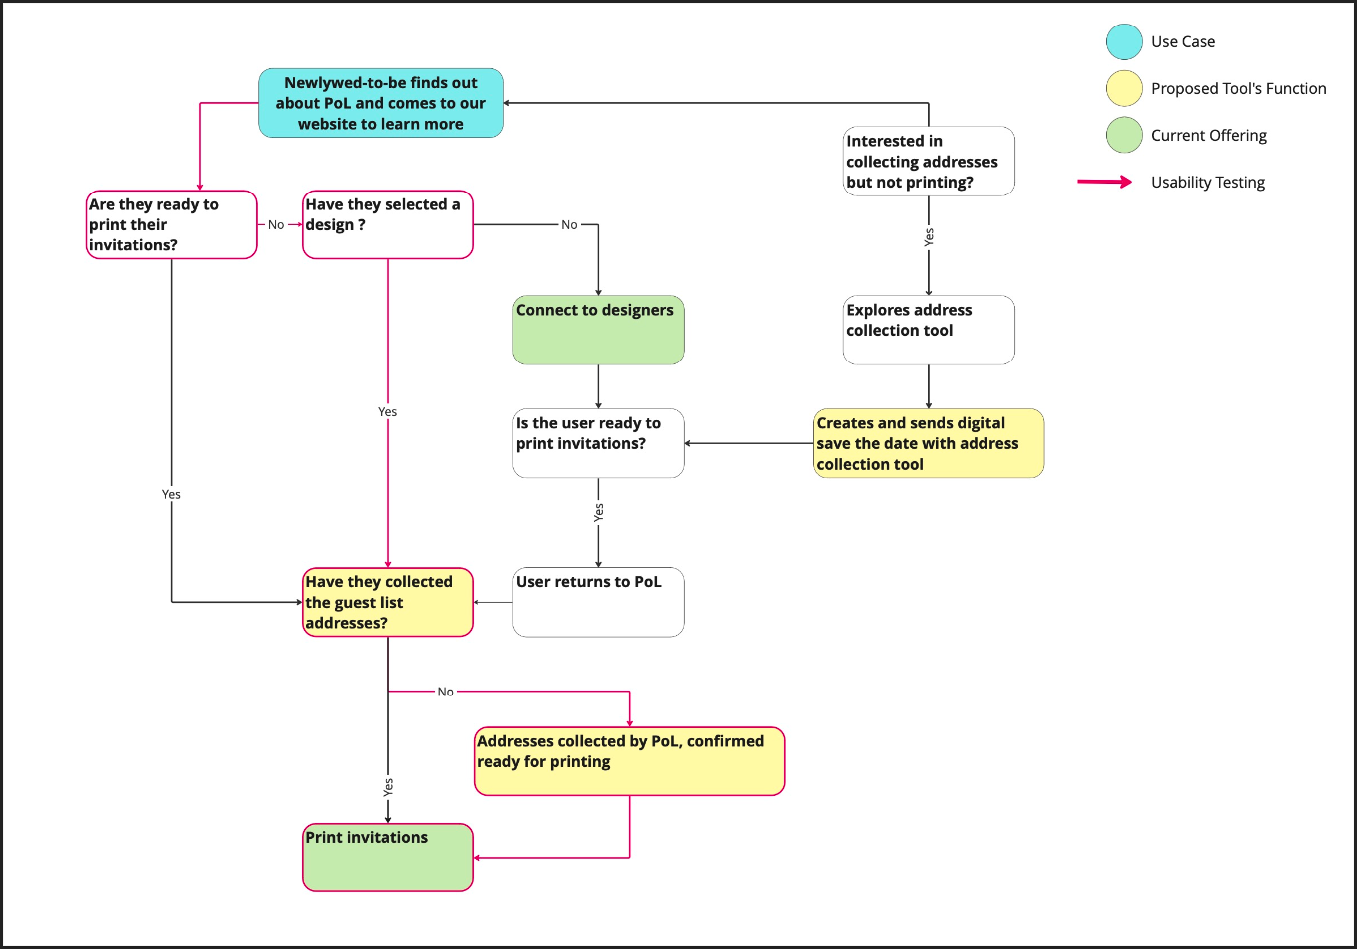 Use Case
Proposed Tool's Function
Current Offering
Usability Testing
Newlywed-to-be finds out
about PoL and comes to our
website to learn more
Interested in
collecting addresses
but not printing?
Are they ready to
print their
invitations?
No
Have they selected a
design ?
No
Yes
Connect to designers
Explores address
collection tool
Yes
Is the user ready to
print invitations?
Creates and sends digital
save the date with address
collection tool
Yes
Yes
Have they collected
the guest list
addresses?
User returns to PoL
No
Addresses collected by PoL, confirmed
ready for printing
Yes
Print invitations